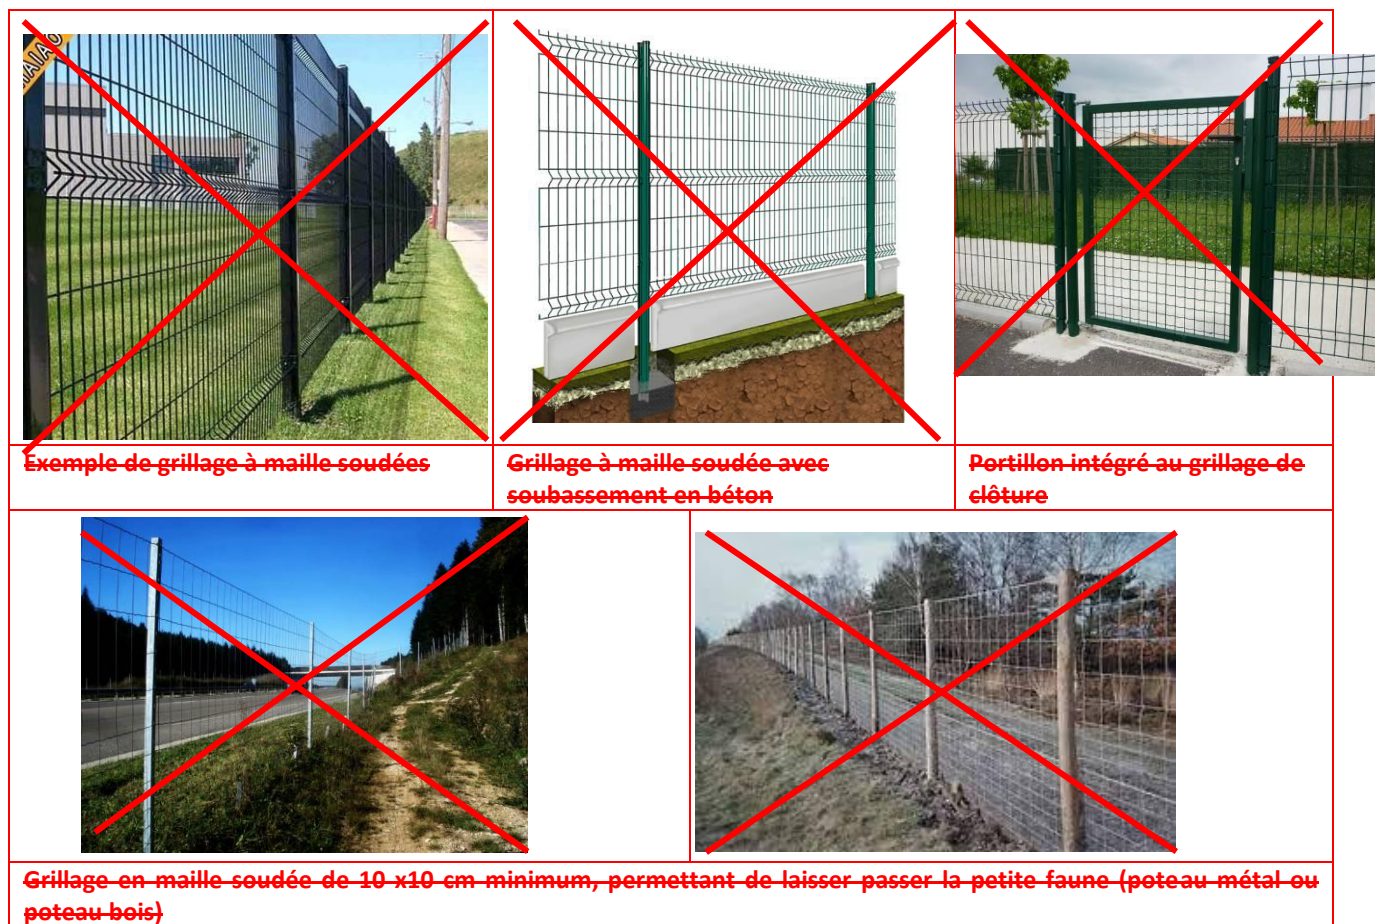 Exemple de grillage à maille soudées
Grillage à maille soudée avec
soubassement en béton
Portillon intégré au grillage de
clôture
Grillage en maille soudée de 10 x10 cm minimum, permettant de laisser passer la petite faune (poteau métal ou
poteau bois)